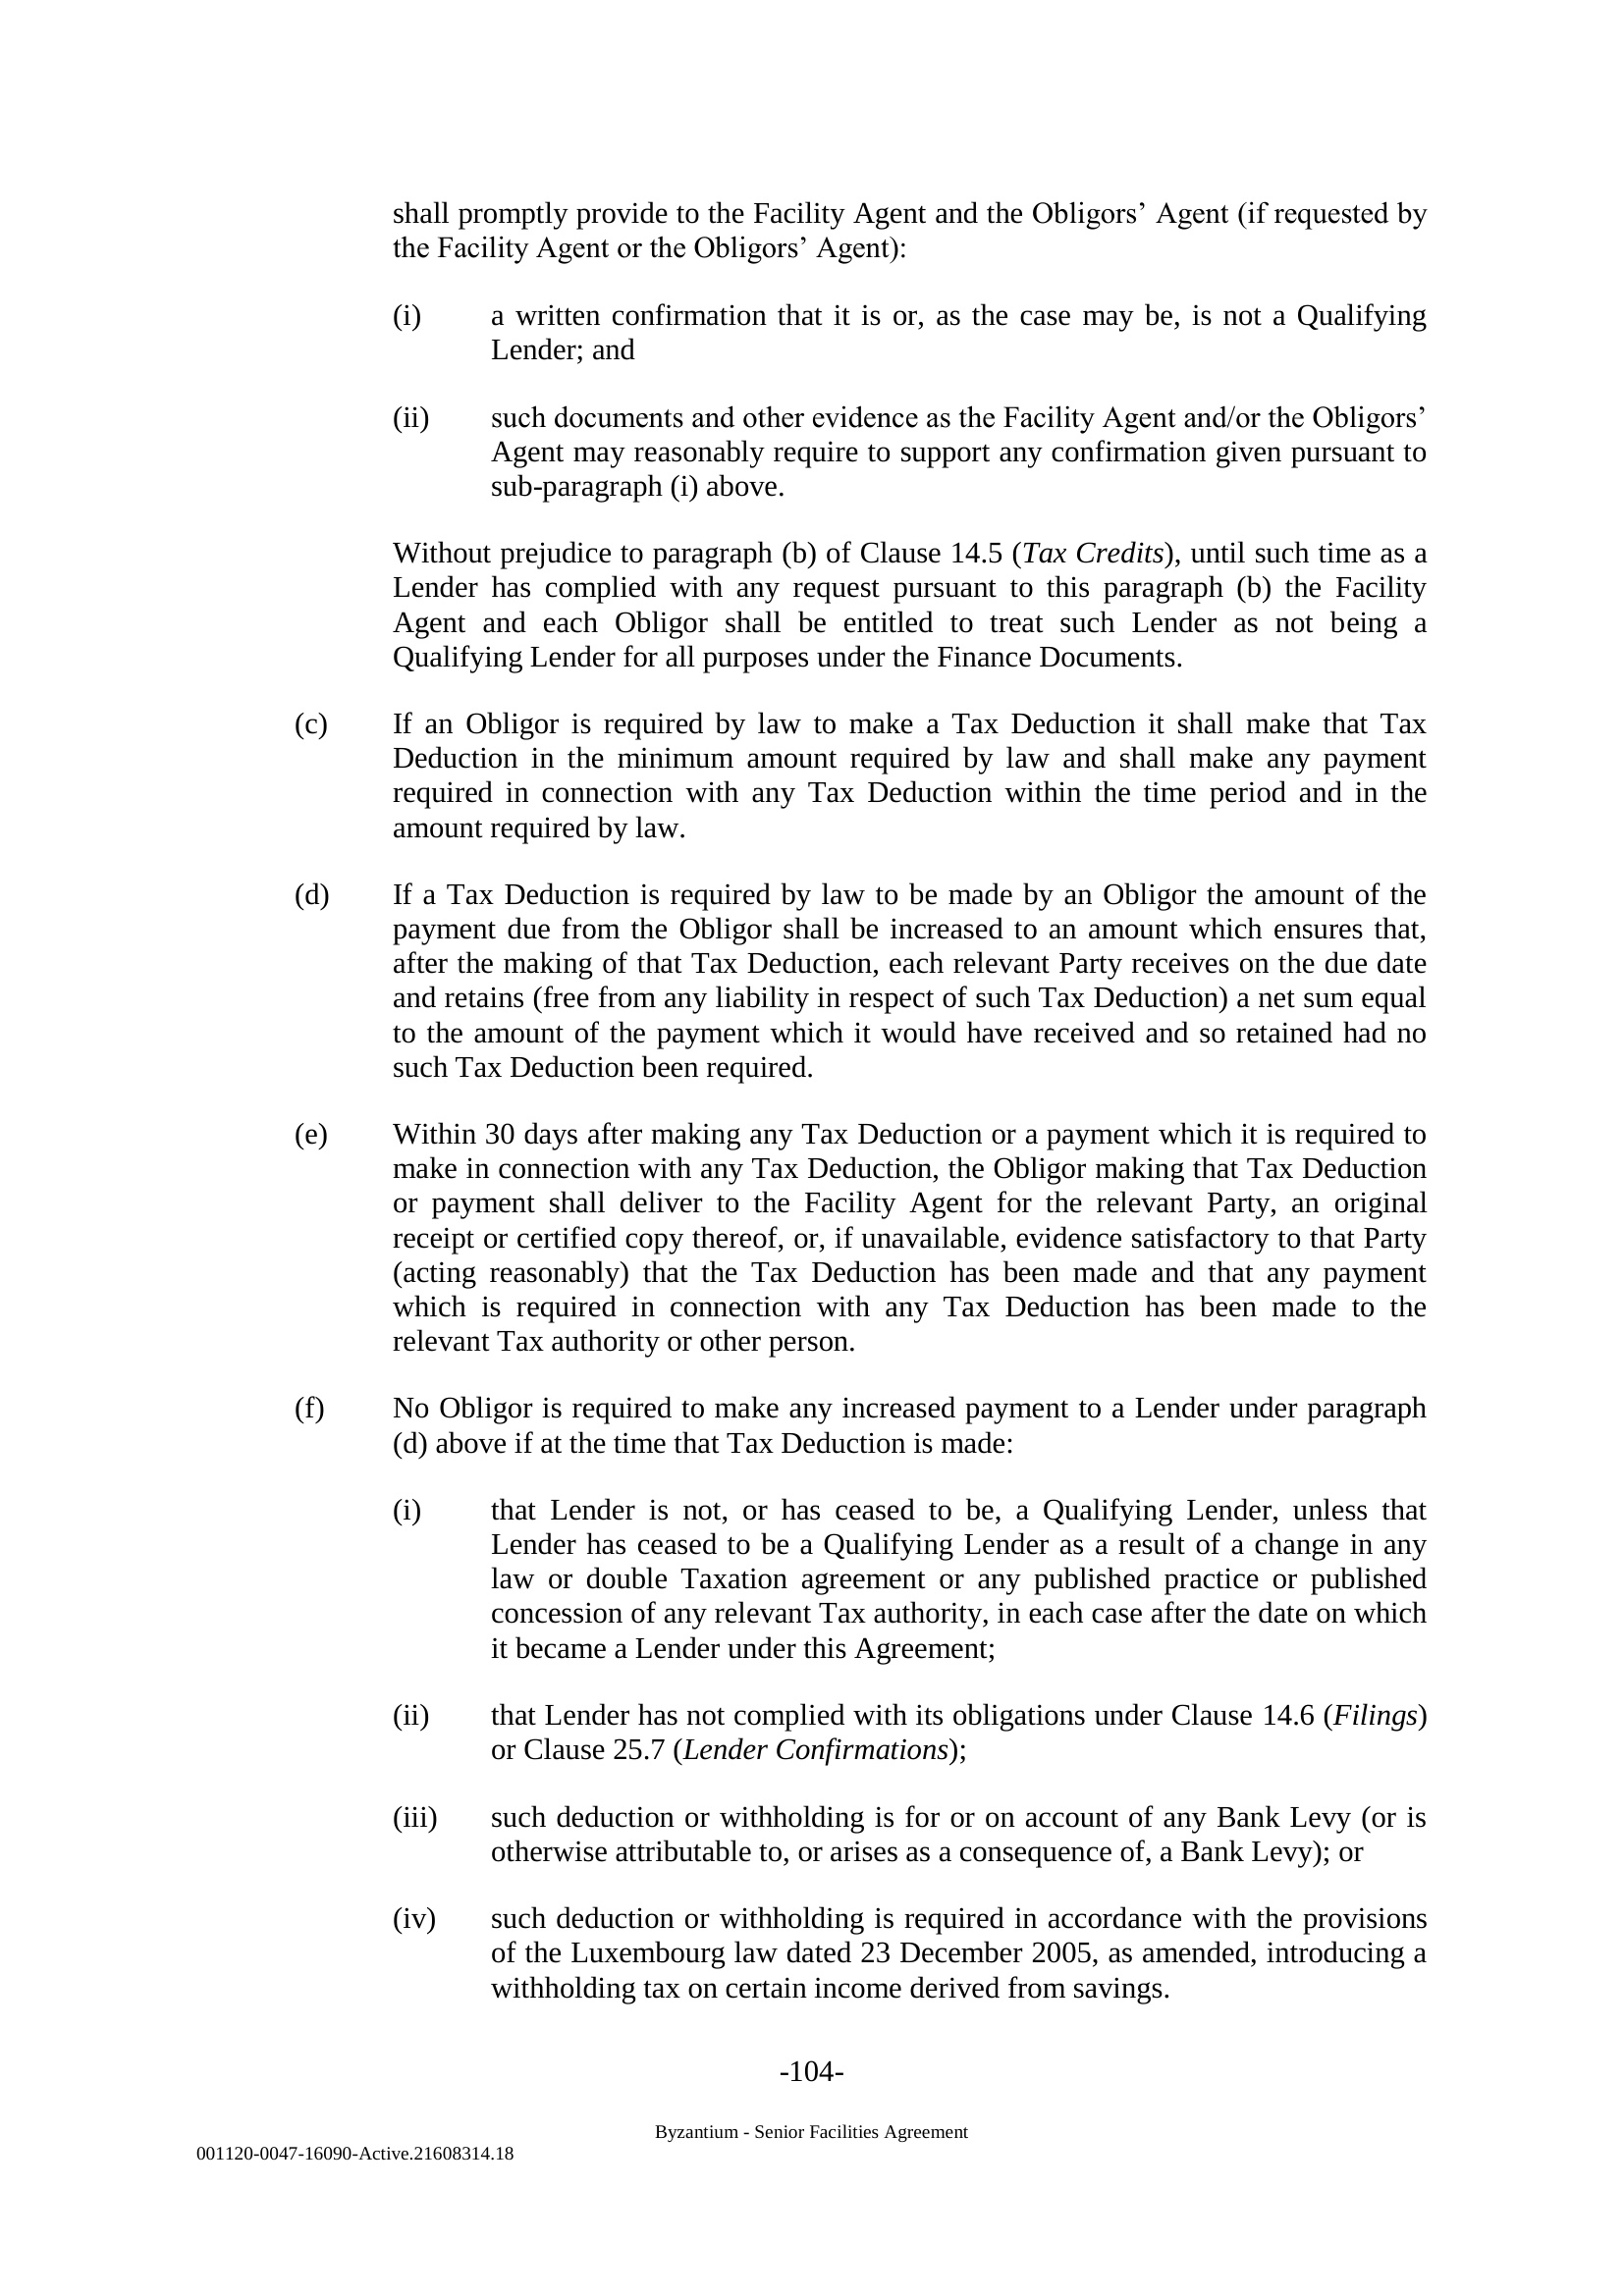 shall promptly provide to the Facility Agent and the Obligors’ Agent (if requested by
the Facility Agent or the Obligors’ Agent):
(i) a written confirmation that it is or, as the case may be, is not a Qualifying
Lender; and
(ii) such documents and other evidence as the Facility Agent and/or the Obligors’
Agent may reasonably require to support any confirmation given pursuant to
sub-paragraph (i) above.
Without prejudice to paragraph (b) of Clause 14.5 (Tax Credits), until such time as a
Lender has complied with any request pursuant to this paragraph (b) the Facility
Agent and each Obligor shall be entitled to treat such Lender as not being a
Qualifying Lender for all purposes under the Finance Documents.
(c) If an Obligor is required by law to make a Tax Deduction it shall make that Tax
Deduction in the minimum amount required by law and shall make any payment
required in connection with any Tax Deduction within the time period and in the
amount required by law.
(d) If a Tax Deduction is required by law to be made by an Obligor the amount of the
payment due from the Obligor shall be increased to an amount which ensures that,
after the making of that Tax Deduction, each relevant Party receives on the due date
and retains (free from any liability in respect of such Tax Deduction) a net sum equal
to the amount of the payment which it would have received and so retained had no
such Tax Deduction been required.
(e) Within 30 days after making any Tax Deduction or a payment which it is required to
make in connection with any Tax Deduction, the Obligor making that Tax Deduction
or payment shall deliver to the Facility Agent for the relevant Party, an original
receipt or certified copy thereof, or, if unavailable, evidence satisfactory to that Party
(acting reasonably) that the Tax Deduction has been made and that any payment
which is required in connection with any Tax Deduction has been made to the
relevant Tax authority or other person.
(f) No Obligor is required to make any increased payment to a Lender under paragraph
(d) above if at the time that Tax Deduction is made:
(i) that Lender is not, or has ceased to be, a Qualifying Lender, unless that
Lender has ceased to be a Qualifying Lender as a result of a change in any
law or double Taxation agreement or any published practice or published
concession of any relevant Tax authority, in each case after the date on which
it became a Lender under this Agreement;
(ii) that Lender has not complied with its obligations under Clause 14.6 (Filings)
or Clause 25.7 (Lender Confirmations);
(iii) such deduction or withholding is for or on account of any Bank Levy (or is
otherwise attributable to, or arises as a consequence of, a Bank Levy); or
(iv) such deduction or withholding is required in accordance with the provisions
of the Luxembourg law dated 23 December 2005, as amended, introducing a
withholding tax on certain income derived from savings.
-104-
Byzantium - Senior Facilities Agreement
001120-0047-16090-Active.21608314.18